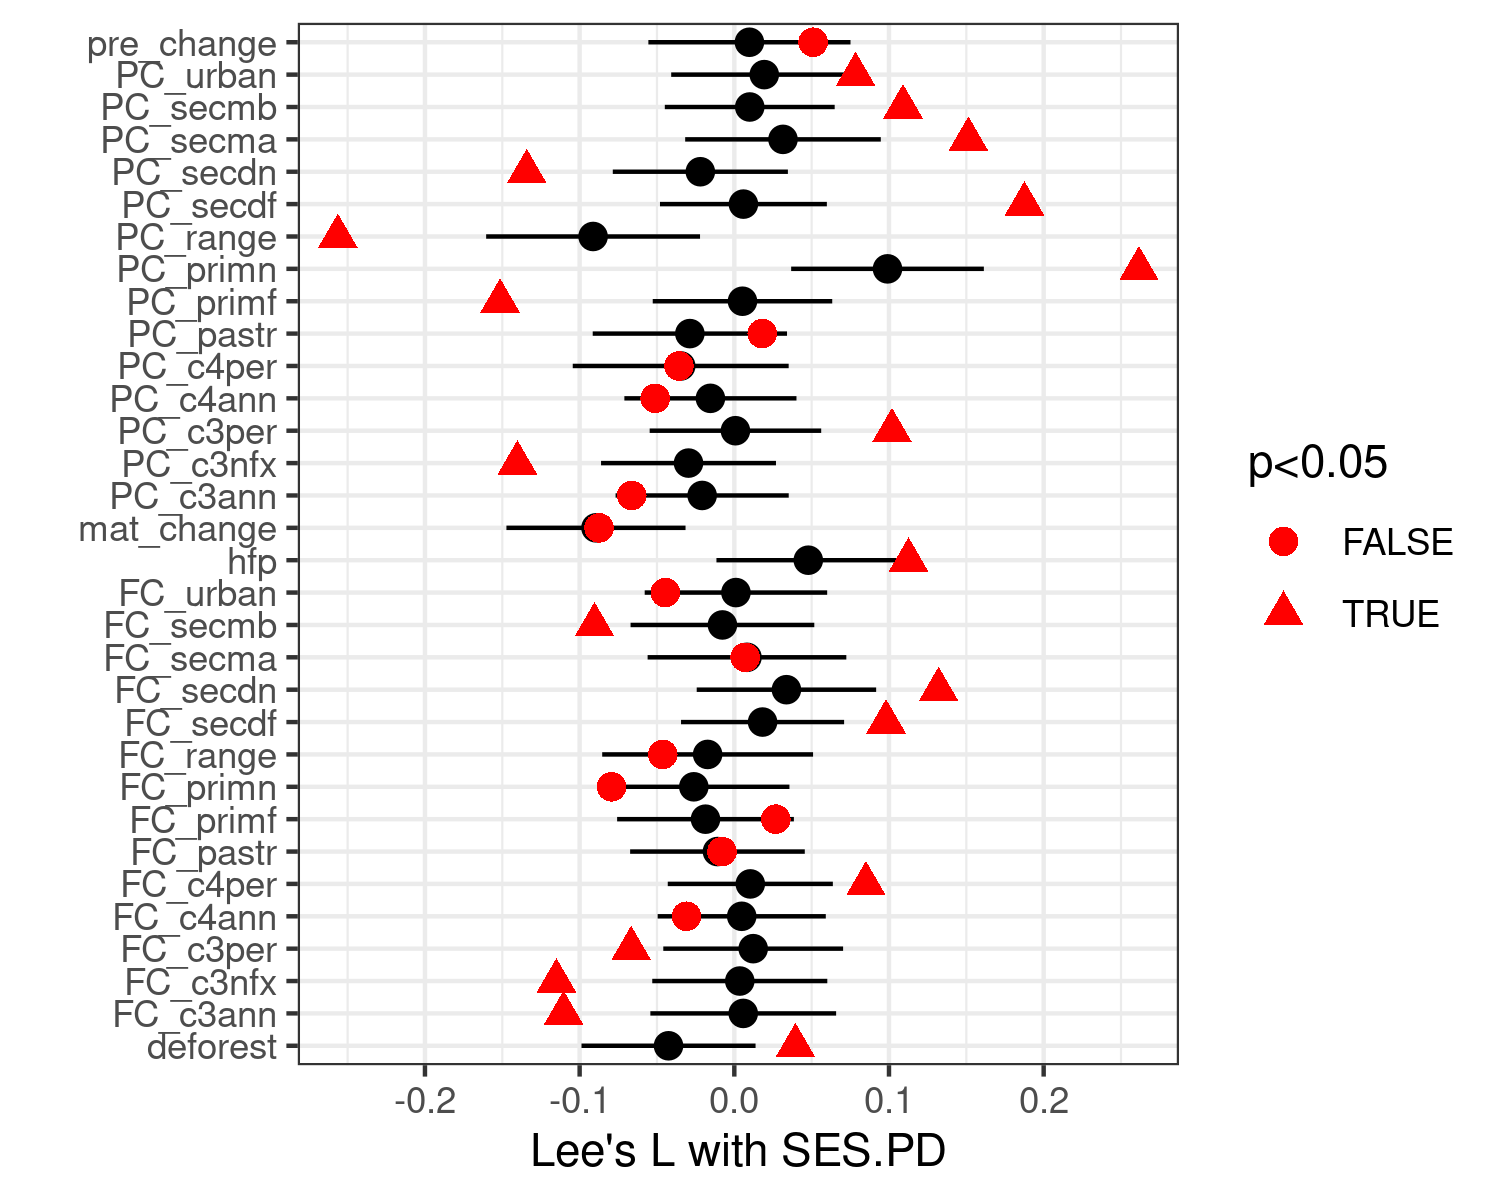 pre_change
PC_urban
PC_secmb
PC_secma
PC_secdn
PC_secdf
PC_range
PC_primn
PC_primf
PC_pastr
PC_c4per
PC_c4ann
PC_c3per
PC_c3nfx
PC_c3ann
mat_change
hfp
FC_urban
FC_secmb
FC_secma
FC_secdn
FC_secdf
FC_range
FC_primn
FC_primf
FC_pastr
FC_c4per
FC_c4ann
FC_c3per
FC_c3nfx
FC_c3ann
deforest
-0.2 -0.1 0.0 0.1 0.2
Lee's L with SES.PD
p<0.05
FALSE
TRUE